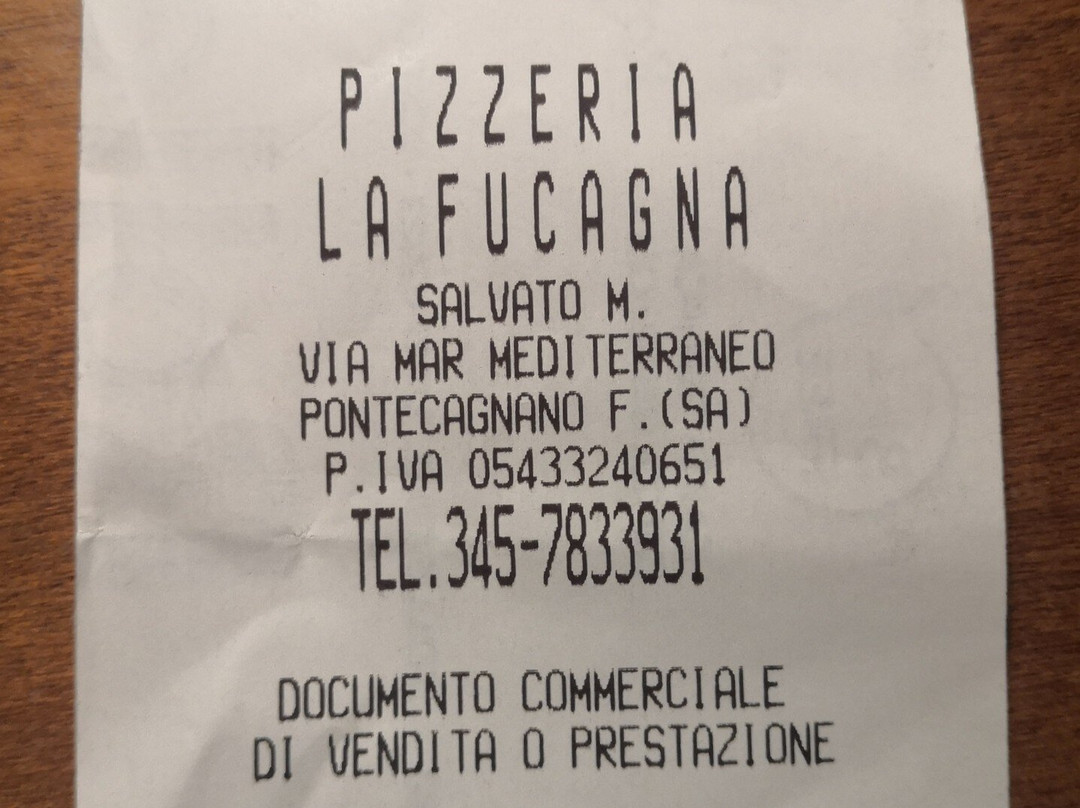 PIZZERIA
LA FUCAGNA
SALVATO M.
VIA MAR MEDITERRANEO
PONTECAGNANO F.(SA)
P.IVA 05433240651
TEL.345-7833931
DOCUMENTO COMMERCIALE
DI VENDITA O PRESTAZIONE